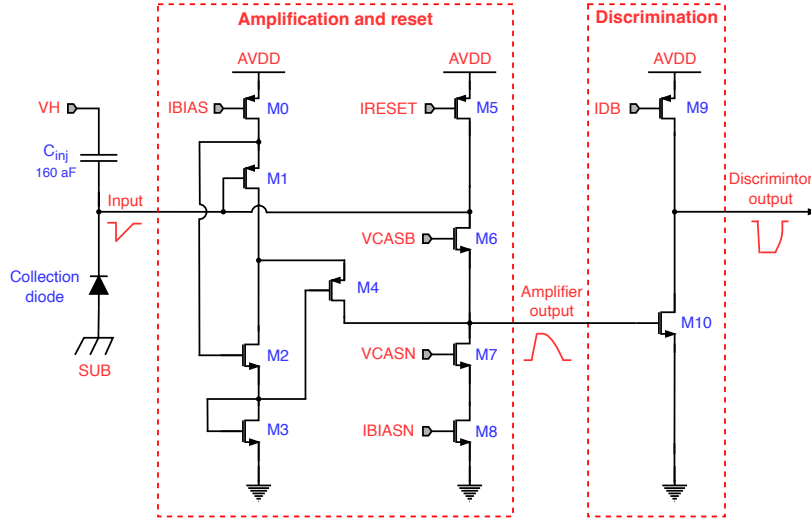 Amplification and reset
Discrimination
AVDD
AVDD
AVDD
VH
IBIAS
M0
IRESET
M5
IDB
M9
Cinj
160 aF
M1
Input
Discrimintor
output
VCASB
M6
Collection
diode
M4
Amplifier
output
M10
SUB
M2
VCASN
M7
M3
IBIASN
M8